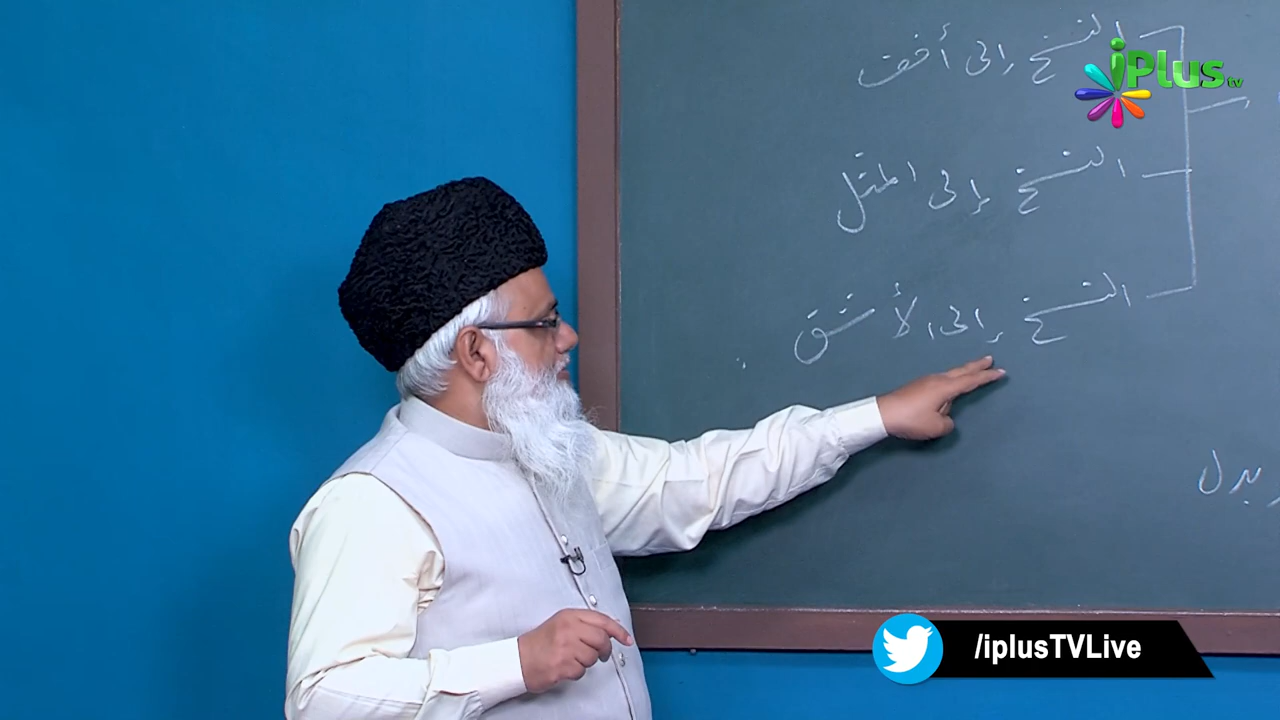 النسخ إلى أخف
iPlus tv
النسخ إلى المثل
النسخ إلى الأشق
بدل
/iplusTVLive